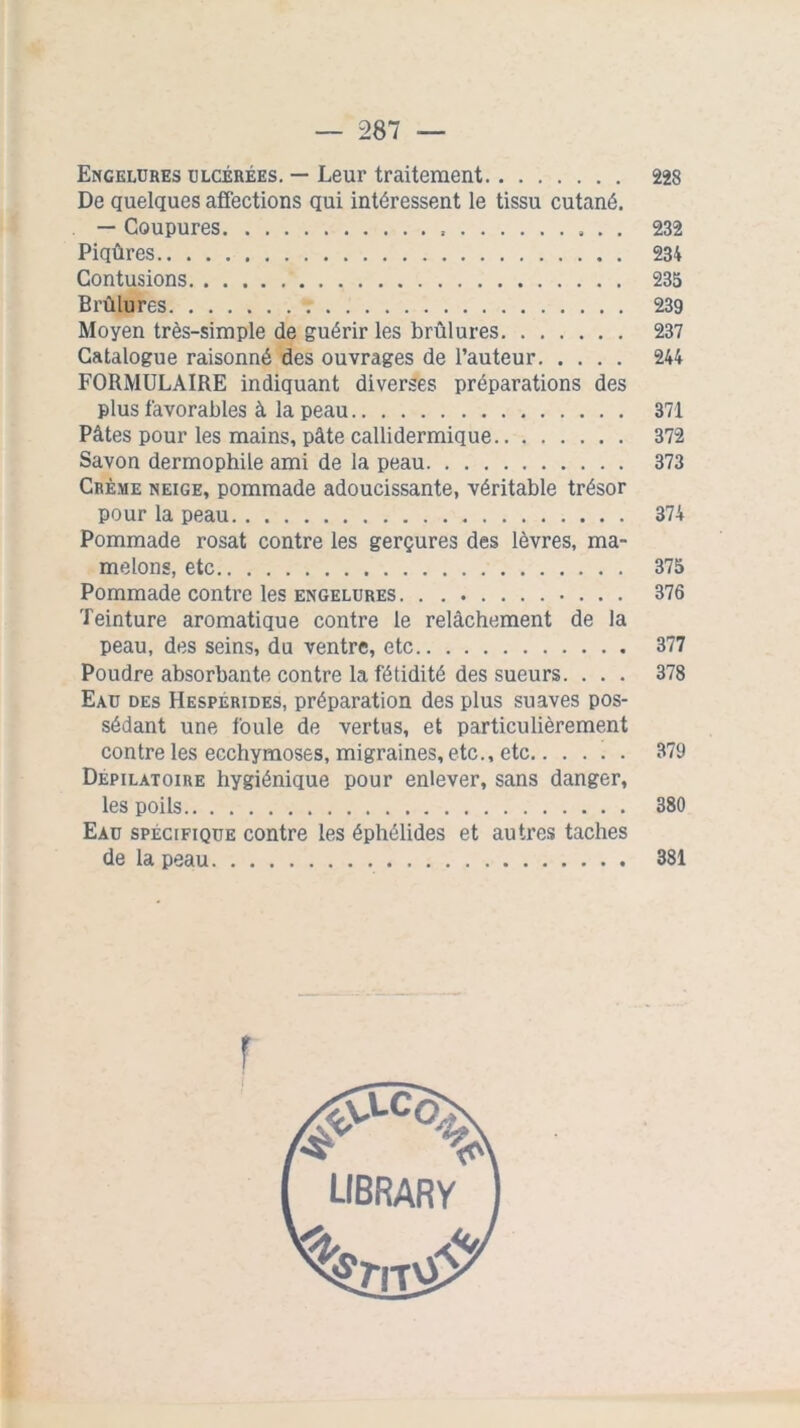 — 287 —
ENGELURES ULCÉRÉES. — Leur traitement. . . . . . . . 228
De quelques affections qui intéressent le tissu cutané.
— Coupures. . . . . . . . . . . . . . . . . . . . . . . . . 232
Piqûres. . . . . . . . . . . . . . . . . . . . . . . . . . . . 234
Contusions. . . . . . . . . . . . . . . . . . . . . . . . . . 235
Brûlures. . . . . . . . . . . . . . . . . . . . . . . . . . . 239
Moyen très-simple de guérir les brûlures. . . . . . . 237
Catalogue raisonné des ouvrages de l'auteur. . . . . 244
FORMULAIRE indiquant diverses préparations des
plus favorables à la peau. . . . . . . . . . . . . . . . 371
Pâtes pour les mains, pâte callidermique. . . . . . . . 372
Savon dermophile ami de la peau. . . . . . . . . . . . 373
CRÈME NEIGE, pommade adoucissante, véritable trésor
pour la peau. . . . . . . . . . . . . . . . . . . . . . . . 374
Pommade rosat contre les gerçures des lèvres, ma-
melons, etc. . . . . . . . . . . . . . . . . . . . . . . . . 375
Pommade contre les ENGELURES. . . . . . . . . . . . . 376
Teinture aromatique contre le relâchement de la
peau, des seins, du ventre, etc. . . . . . . . . . . . . 377
Poudre absorbante contre la fétidité des sueurs. . . . 378
EAU DES HESPÉRIDES, préparation des plus suaves pos-
sédant une foule de vertus, et particulièrement
contre les ecchymoses, migraines, etc., etc. . . . . . 379
DÉPILATOIRE hygiénique pour enlever, sans danger,
les poils. . . . . . . . . . . . . . . . . . . . . . . . . . . 380
EAU SPÉCIFIQUE contre les éphélides et autres taches
de la peau. . . . . . . . . . . . . . . . . . . . . . . . . 381
WELLCOME
LIBRARY
INSTITUTE